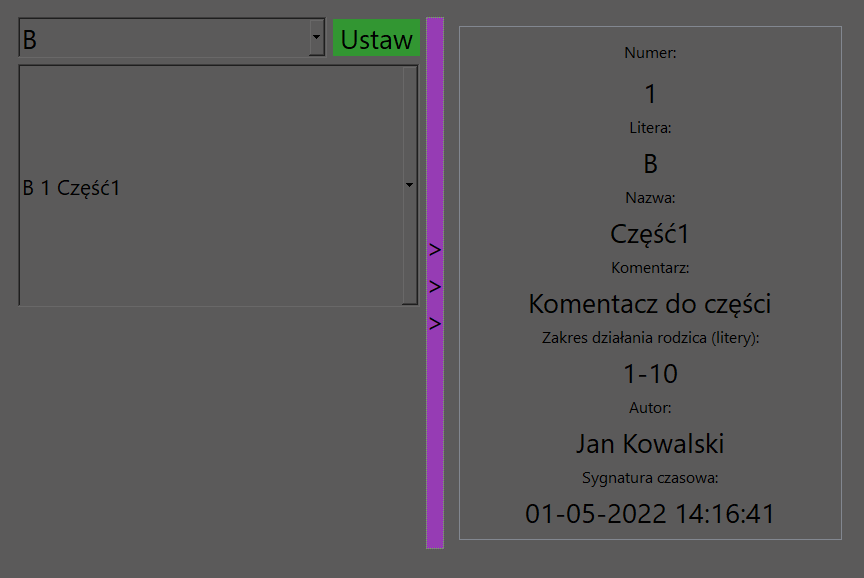 B
Ustaw
B 1 Część1
>
>
>
Numer:
1
Litera:
B
Nazwa:
Część1
Komentarz:
Komentacz do części
Zakres działania rodzica (litery):
1-10
Autor:
Jan Kowalski
Sygnatura czasowa:
01-05-2022 14:16:41